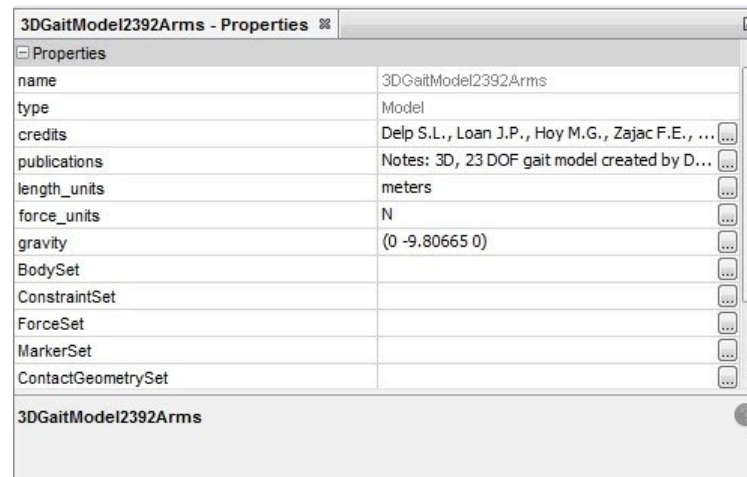 3DGaitModel2392Arms - Properties
Properties
name 3DGaitModel2392Arms
type Model
credits Delp S.L., Loan J.P., Hoy M.G., Zajac F.E., ... ...
publications Notes: 3D, 23 DOF gait model created by D... ...
length_units meters ...
force_units N ...
gravity (0 -9.80665 0) ...
BodySet ...
ConstraintSet ...
ForceSet ...
MarkerSet ...
ContactGeometrySet ...
3DGaitModel2392Arms